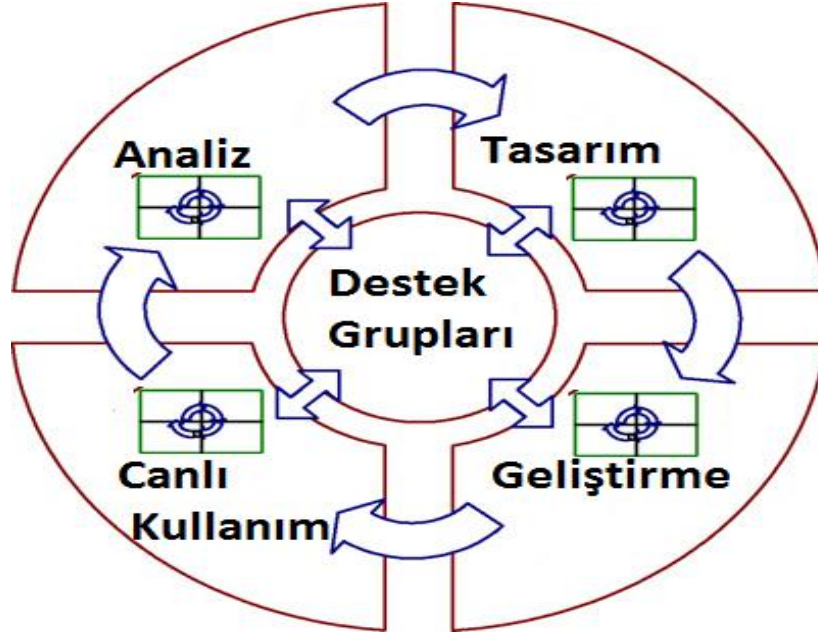 Analiz
Tasarım
Destek
Grupları
Canlı
Kullanım
Geliştirme